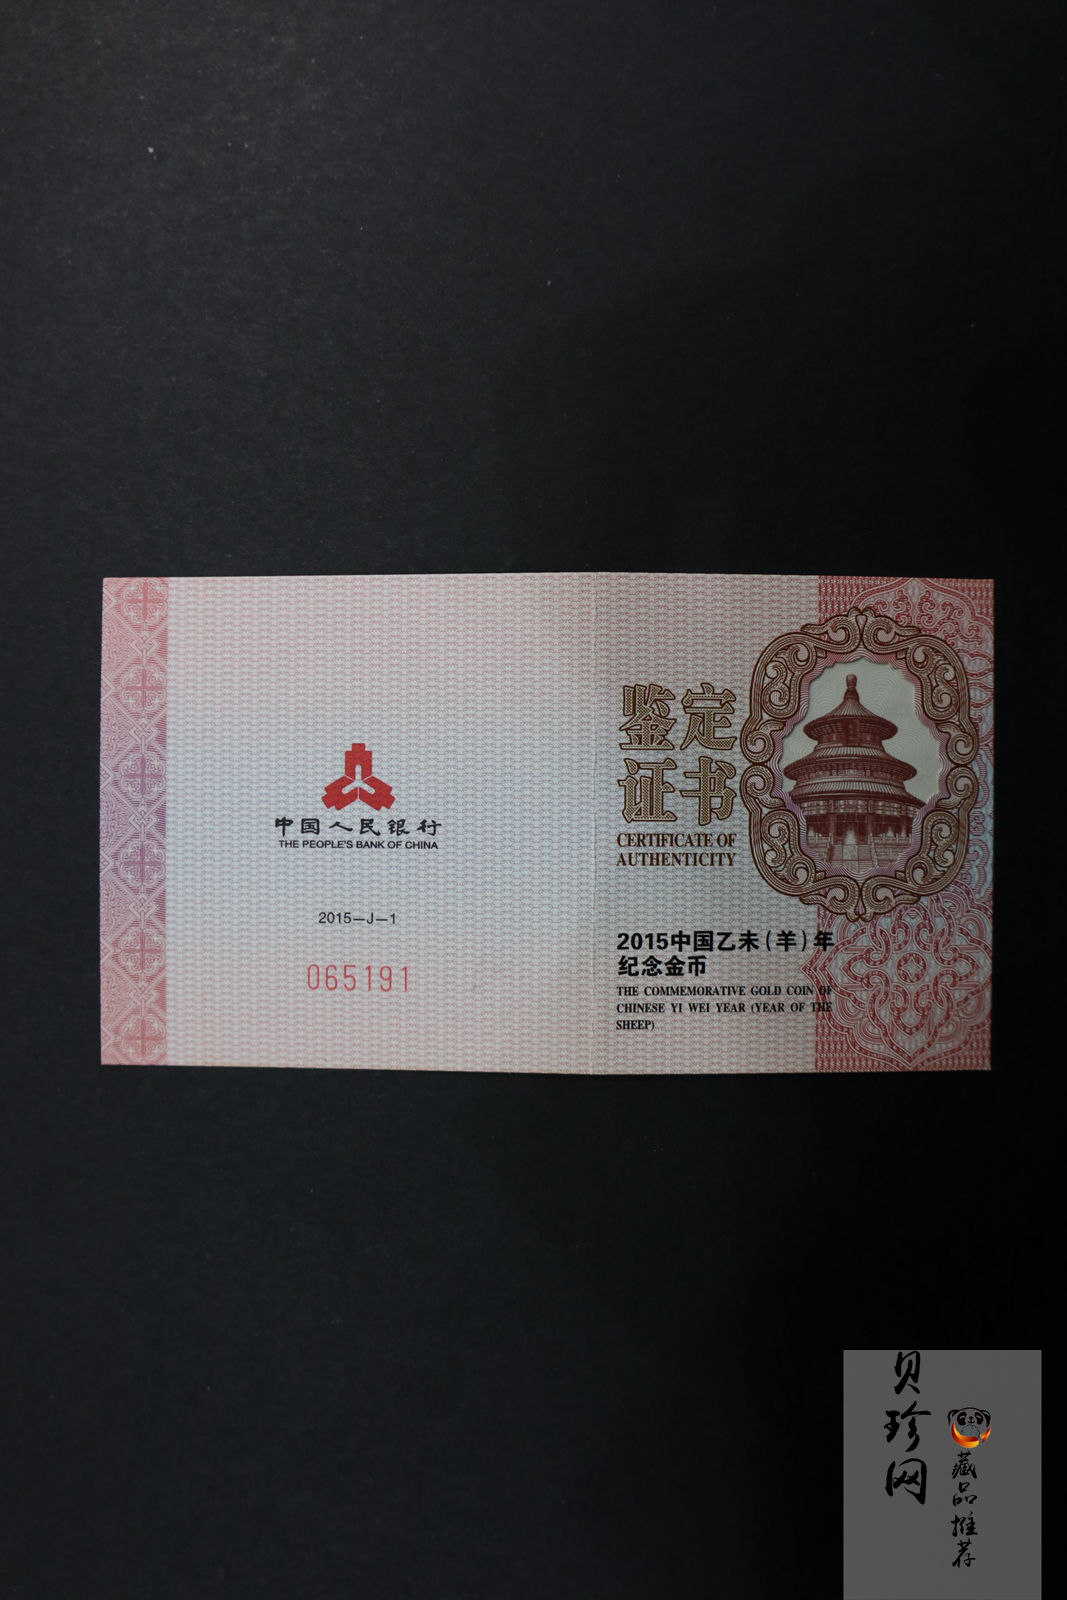 中国人民银行
THE PEOPLE'S BANK OF CHINA
2015—J—1
065191
鉴定
证书
CERTIFICATE OF
AUTHENTICITY
2015中国乙未(羊)年
纪念金币
THE COMMEMORATIVE GOLD COIN OF
CHINESE YI WEI YEAR (YEAR OF THE
SHEEP)
贝珍网
藏品推荐